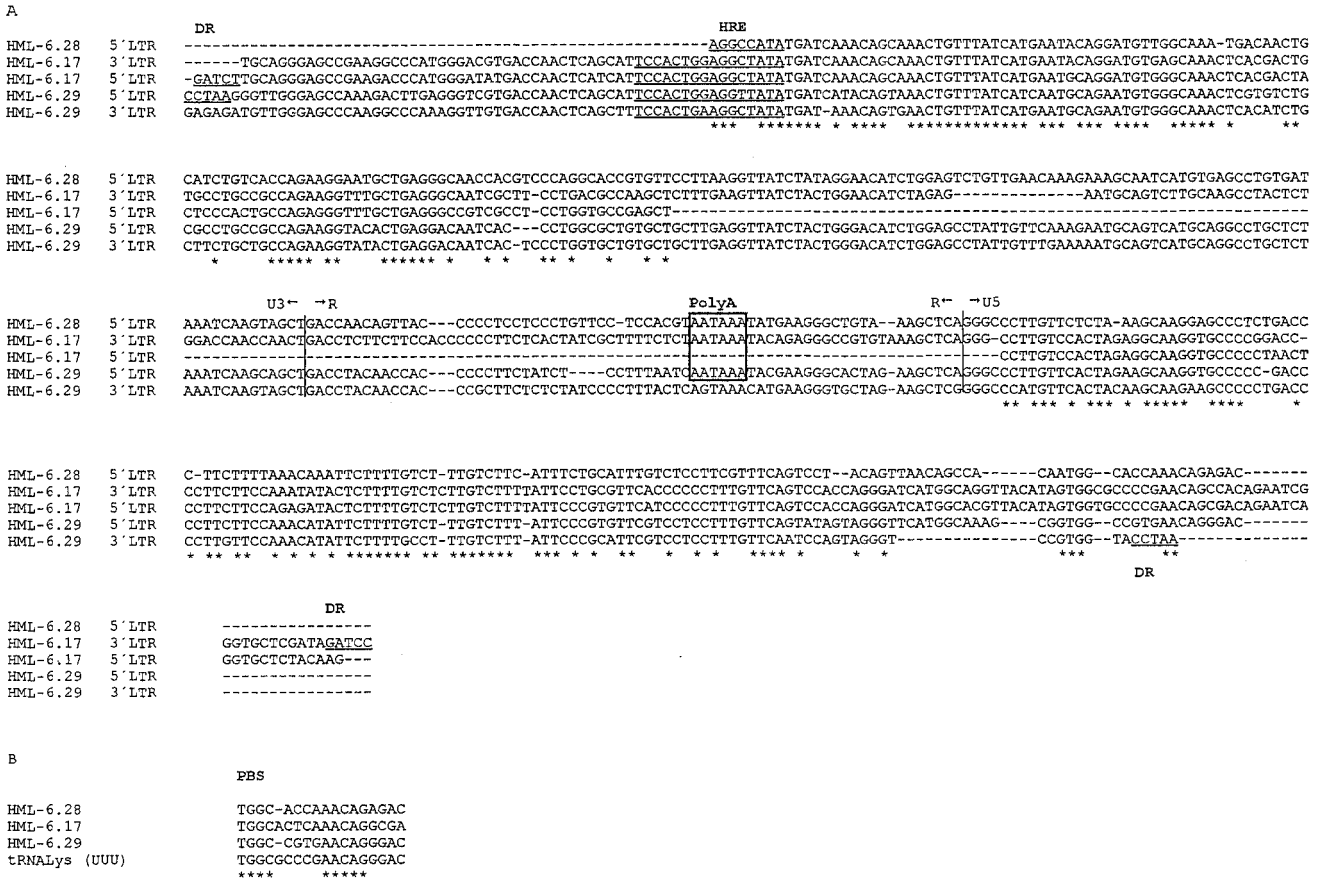 A
DR HRE
HML-6.28 5´LTR -----------------------------------------------AGGCCATATGATCAAACAGCAAACTGTTTATCATGAATACAGGATGTTGGCAAA-TGACAACTG
HML-6.17 3´LTR ------TGCAGGGAGCCGAAGGCCCATGGGACGTGACCAACTCAGCATTCCACTGGAGGCTATATGATCAAACAGCAAACTGTTTATCATGAATGCAGGATGTGAGCAAACTCACGACTG
HML-6.17 5´LTR -GATCTTGCAGGGAGCCGAAGACCCATGGGATATGACCAACTCATCATTCCACTGGAGGCTATATGATCAAACAGCAAACTGTTTATCATGAATGCAGGATGTGGGCAAACTCACGACTA
HML-6.29 5´LTR CCTAAGGGTTGGGAGCCAAAGACTTGAGGGTCGTGACCAACTCAGCATTCCACTGGAGGTTATATGATCATACAGTAAACTGTTTATCATGAATGCAGAATGTGGGCAAACTCGTGTCTG
HML-6.29 3´LTR GAGAGATGTTGGGAGCCCAAGGCCCAAAGGTTGTGACCAACTCAGCTTTCCACTGAAGGCTATATGAT-AAACAGTGAACTGTTTATCATGAATGCAGAATGTGGGCAAACTCACATCTG
*** ******** * **** ************* *** ** **** ***** * **
HML-6.28 5´LTR CATCTGTCACCAGAAGGAATGCTGAGGGCAACCACGTCCCAGGCACCGTGTTCCTTAAGGTTATCTATAGGAACATCTGGAGTCTGTTGAACAAAGAAAGCAATCATGTGAGCCTGTGAT
HML-6.17 3´LTR TGCCTGCCGCCAGAAGGTTTGCTGAGGGCAATCGCTT-CCTGACGCCAAGCTCTTTGAAGTTATCTACTGGAACATCTAGAG--------------AATGCAGTCTTGCAAGCCTACTCT
HML-6.17 5´LTR CTCCCACTGCCAGAGGGTTTGCTGAGGGCCGTCGCCT-CCTGGTGCCGAGCT--------------------------------------------------------------------
HML-6.29 5´LTR CGCCTGCCGCCAGAAGGTACACTGAGGACAATCAC---CCTGGCGCTGTGCTGCTTGAGGTTATCTACTGGGACATCTGGAGCCTATTGTTCAAAGAATGCAGTCATGCAGGCCTGCTCT
HML-6.29 3´LTR CTTCTGCTGCCAGAAGGTATACTGAGGACAATCAC-TCCCTGGTGCTGTGCTGCTTGAGGTTATCTACTGGGACATCTGGAGCCTATTGTTTGAAAAATGCAGTCATGCAGGCCTGCTCT
* ***** ** ****** * * * ** * * * *
U3← →R PolyA R← →U5
HML-6.28 5´LTR AAATCAAGTAGCTGACCAACAGTTAC---CCCCTCCTCCCTGTTCC-TCCACGTAATAAATATGAAGGGCTGTA--AAGCTCAGGGCCCTTGTTCTCTA-AAGCAAGGAGCCCTCTGACC
HML-6.17 3´LTR GGACCAACCAACTGACCTCTTCTTCCACCCCCCTTCTCACTATCGCTTTTCTCTAATAAATACAGAGGGCCGTGTAAAGCTCAGGG-CCTTGTCCACTAGAGGCAAGGTGCCCCGGACC-
HML-6.17 5´LTR ---------------------------------------------------------------------------------------CCTTGTCCACTAGAGGCAAGGTGCCCCCTAACT
HML-6.29 5´LTR AAATCAAGCAGCTGACCTACAACCAC---CCCCTTCTATCT----CCTTTAATCAATAAATACGAAGGGCACTAG-AAGCTCAGGGCCCTTGTTCACTAGAAGCAAGGTGCCCCC-GACC
HML-6.29 3´LTR AAATCAAGTAGCTGACCTACAACCAC---CCGCTTCTCTCTATCCCCTTTACTCAGTAAACATGAAGGGTGCTAG-AAGCTCGGGGCCCATGTTCACTACAAGCAAGAAGCCCCCTGACC
** *** * *** * ***** **** *
HML-6.28 5´LTR C-TTCTTTTAAACAAATTCTTTTGTCT-TTGTCTTC-ATTTCTGCATTTGTCTCCTTCGTTTCAGTCCT--ACAGTTAACAGCCA------CAATGG--CACCAAACAGAGAC-------
HML-6.17 3´LTR CCTTCTTCCAAATATACTCTTTTGTCTCTTGTCTTTTATTCCTGCGTTCACCCCCCTTTGTTCAGTCCACCAGGGATCATGGCAGGTTACATAGTGGCGCCCCGAACAGCCACAGAATCG
HML-6.17 5´LTR CCTTCTTCCAGAGATACTCTTTTGTCTCTTGTCTTTTATTCCCGTGTTCATCCCCCTTTGTTCAGTCCACCAGGGATCATGGCACGTTACATAGTGGCGCCCCGAACAGCGACAGAATCA
HML-6.29 5´LTR CCTTCTTCCAAACATATTCTTTTGTCT-TTGTCTTT-ATTCCCGTGTTCGTCCTCCTTTGTTCAGTATAGTAGGGTTCATGGCAAAG----CGGTGG--CCGTGAACAGGGAC-------
HML-6.29 3´LTR CCTTGTTCCAAACATATTCTTTTGCCT-TTGTCTTT-ATTCCCGCATTCGTCCTCCTTTGTTCAATCCAGTAGGGT---------------CCGTGG--TACCTAA--------------
* ** ** * * * * ******* ** ****** *** * ** * * **** * * * *** **
DR
DR
HML-6.28 5´LTR ----------------
HML-6.17 3´LTR GGTGCTCGATAGATCC
HML-6.17 5´LTR GGTGCTCTACAAG---
HML-6.29 5´LTR ----------------
HML-6.29 3´LTR ----------------
B
PBS
HML-6.28 TGGC-ACCAAACAGAGAC
HML-6.17 TGGCACTCAAACAGGCGA
HML-6.29 TGGC-CGTGAACAGGGAC
tRNALys (UUU) TGGCGCCCGAACAGGGAC
**** *****